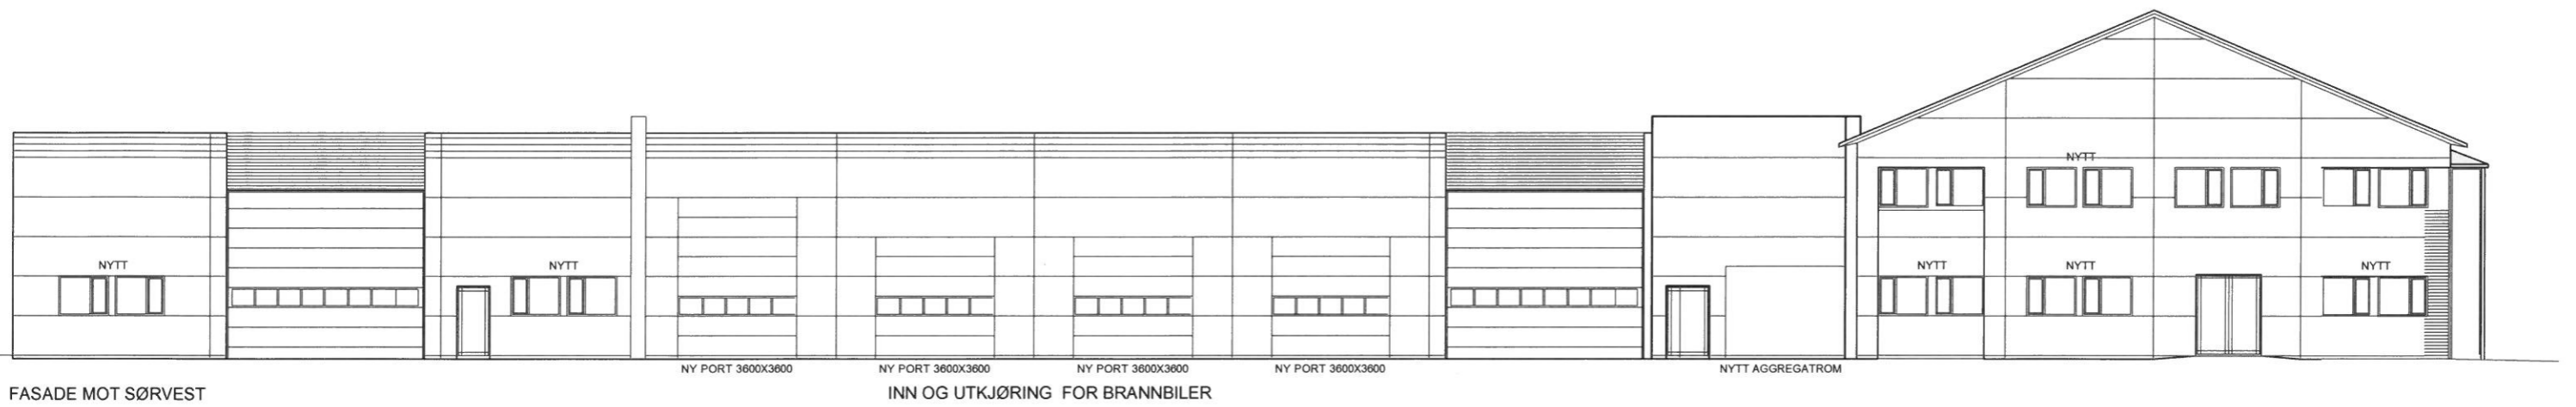 NYTT
NYTT
NYTT
NYTT
NYTT
NYTT
NY PORT 3600X3600
NY PORT 3600X3600
NY PORT 3600X3600
NY PORT 3600X3600
NYTT AGGREGATROM
FASADE MOT SØRVEST
INN OG UTKJØRING FOR BRANNBILER